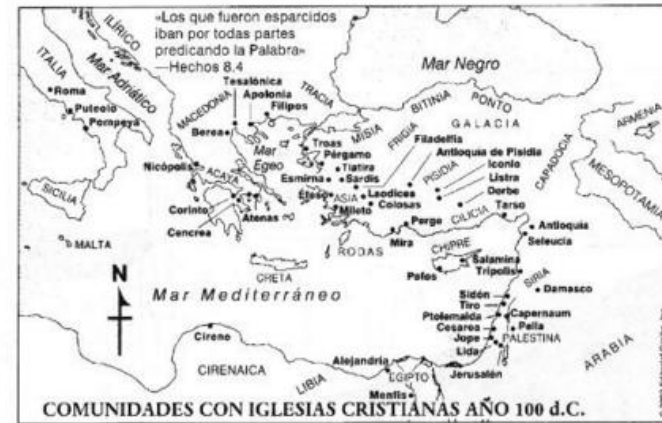 «Los que fueron esparcidos
iban por todas partes
predicando la Palabra»
—Hechos 8.4
ILÍRICO
ITALIA
Mar Adriático
Roma
Puteolo
Pompeya
SICILIA
MALTA
Mar Negro
Tesalónica
Apolonia
Filipos
MACEDONIA
TRACIA
Berea
BITINIA
PONTO
GALACIA
ARMENIA
CAPADOCIA
MESOPOTAMIA
MISIA
FRIGIA
Filadelfia
Antioquía de Pisidia
PISIDIA
Iconio
Listra
Derbe
Troas
Pérgamo
Tiatira
Mar
Egeo
Esmirna
Sardis
Nicópolis
ACAYA
Efeso
ASIA
Laodicea
Colosas
Mileto
CILICIA
Tarso
Corinto
Atenas
Cencrea
Perge
Mira
RODAS
Antioquía
Seleucia
CHIPRE
Salamina
Pafos
CRETA
Trípolis
SIRIA
Damasco
N
Mar Mediterráneo
Sidón
Tiro
Ptolemaida
Capernaum
Cesarea
Pella
Jope
PALESTINA
Lida
Jerusalén
ARABIA
Cirene
CIRENAICA
LIBIA
Alejandría
EGIPTO
Menfis
COMUNIDADES CON IGLESIAS CRISTIANAS AÑO 100 d.C.